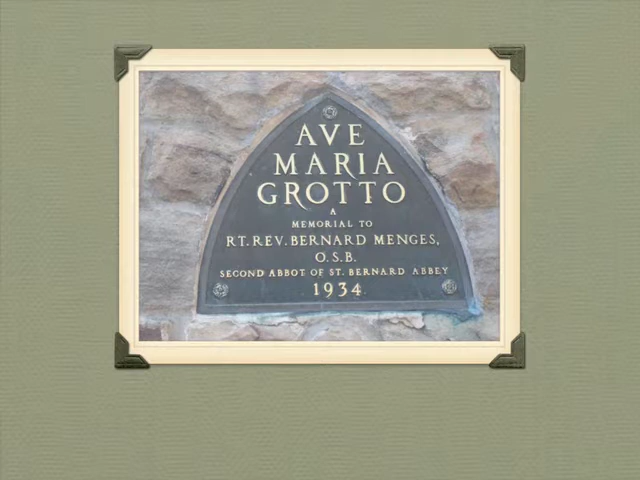 AVE
MARIA
GROTTO
A
MEMORIAL TO
RT. REV. BERNARD MENGES,
O.S.B.
SECOND ABBOT OF ST. BERNARD ABBEY
1934